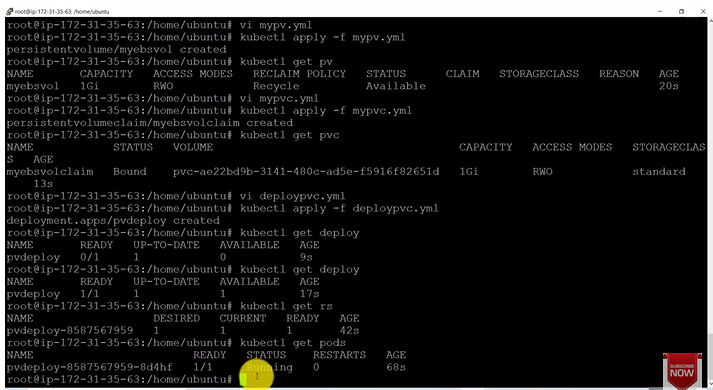 root@ip-172-31-35-63: /home/ubuntu
root@ip-172-31-35-63:/home/ubuntu# vi mypv.yml
root@ip-172-31-35-63:/home/ubuntu# kubectl apply -f mypv.yml
persistentvolume/myebsvol created
root@ip-172-31-35-63:/home/ubuntu# kubectl get pv
NAME CAPACITY ACCESS MODES RECLAIM POLICY STATUS CLAIM STORAGECLASS REASON AGE
myebsvol 1Gi RWO Recycle Available 20s
root@ip-172-31-35-63:/home/ubuntu# vi mypvc.yml
root@ip-172-31-35-63:/home/ubuntu# kubectl apply -f mypvc.yml
persistentvolumeclaim/myebsvolclaim created
root@ip-172-31-35-63:/home/ubuntu# kubectl get pvc
NAME STATUS VOLUME CAPACITY ACCESS MODES STORAGECLAS
S AGE
myebsvolclaim Bound pvc-ae22bd9b-3141-480c-ad5e-f5916f82651d 1Gi RWO standard
13s
root@ip-172-31-35-63:/home/ubuntu# vi deploypvc.yml
root@ip-172-31-35-63:/home/ubuntu# kubectl apply -f deploypvc.yml
deployment.apps/pvdeploy created
root@ip-172-31-35-63:/home/ubuntu# kubectl get deploy
NAME READY UP-TO-DATE AVAILABLE AGE
pvdeploy 0/1 1 0 9s
root@ip-172-31-35-63:/home/ubuntu# kubectl get deploy
NAME READY UP-TO-DATE AVAILABLE AGE
pvdeploy 1/1 1 1 17s
root@ip-172-31-35-63:/home/ubuntu# kubectl get rs
NAME DESIRED CURRENT READY AGE
pvdeploy-8587567959 1 1 1 42s
root@ip-172-31-35-63:/home/ubuntu# kubectl get pods
NAME READY STATUS RESTARTS AGE
pvdeploy-8587567959-8d4hf 1/1 Running 0 68s
root@ip-172-31-35-63:/home/ubuntu#
SUBSCRIBE
NOW